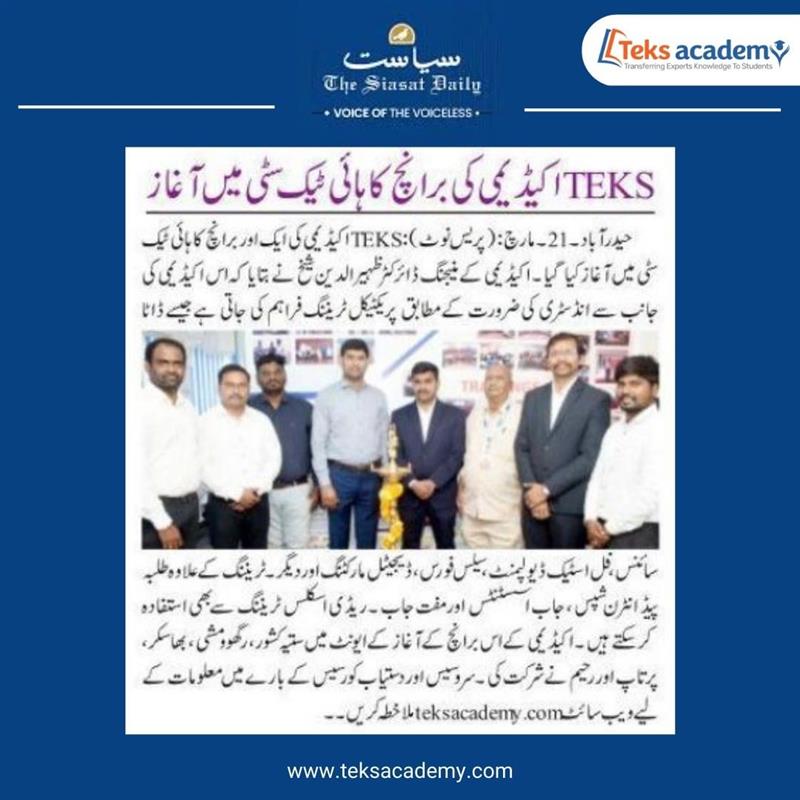 سیاست
The Siasat Daily
• VOICE OF THE VOICELESS •
Teks academy
Transferring Experts Knowledge To Students
TEKS اکیڈیمی کی برانچ کا ہائی ٹیک سٹی میں آغاز
حیدرآباد۔21۔مارچ: (پریس نوٹ): TEKS اکیڈیمی کی ایک اور برانچ کا ہائی ٹیک
سٹی میں آغاز کیا گیا۔ اکیڈیمی کے منیجنگ ڈائرکٹر ظہیر الدین شیخ نے بتایا کہ اس اکیڈیمی کی
جانب سے انڈسٹری کی ضرورت کے مطابق پریکٹیکل ٹریننگ فراہم کی جاتی ہے جیسے ڈاٹا
سائنس، فل اسٹیک ڈیولپمنٹ، سیلس فورس، ڈیجیٹل مارکٹنگ اور دیگر۔ ٹریننگ کے علاوہ طلبہ
پیڈ انٹرن شپس، جاب اسسٹنٹس اور مفت جاب۔ ریڈی اسکلس ٹریننگ سے بھی استفادہ
کرسکتے ہیں۔ اکیڈیمی کے اس برانچ کے آغاز کے ایونٹ میں ستیہ کشور، رگھوومشی، بھاسکر،
پرتاپ اور رحیم نے شرکت کی۔ سرویس اور دستیاب کورسیس کے بارے میں معلومات کے
لیے ویب سائٹ teksacademy.com ملاحظہ کریں۔۔
www.teksacademy.com